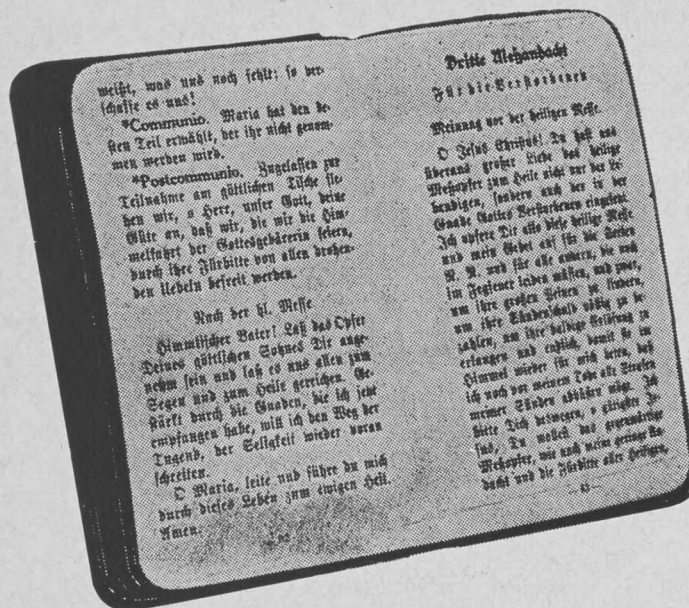 weißt, was uns noch fehlt; so ver-
schaffe es uns!
*Communio. Maria hat den be-
sten Teil erwählt, der ihr nicht genom-
men werden wird.
*Postcommunio. Zugelassen zur
Teilnahme am göttlichen Tische fle-
hen wir, o Herr, unser Gott, deine
Güte an, daß wir, die wir die Him-
melfahrt der Gottesgebärerin feiern,
durch ihre Fürbitte von allen drohen-
den Uebeln befreit werden.
Nach der hl. Messe
Himmlischer Vater! Laß das Opfer
Deines göttlichen Sohnes Dir ange-
nehm sein und laß es uns allen zum
Segen und zum Heile gereichen. Ge-
stärkt durch die Gnaden, die ich jetzt
empfangen habe, will ich den Weg der
Tugend, der Seligkeit wieder voran
schreiten.
O Maria, leite und führe du mich
durch dieses Leben zum ewigen Heil.
Amen.
Dritte Meßandacht
Für die Verstorbenen
Meinung vor der heiligen Messe.
O Jesus Christus! Du hast aus
überaus großer Liebe das heilige
Meßopfer zum Heile nicht nur der Le-
bendigen, sondern auch der in der
Gnade Gottes Verstorbenen eingesetzt.
Ich opfere Dir alle diese heilige Messe
und mein Gebet auf für die Seelen
N. N. und für alle andern, die noch
im Fegfeuer leiden müssen, und zwar,
um ihre großen Peinen zu lindern,
um ihre Sündenschuld völlig zu be-
zahlen, um ihre baldige Erlösung zu
erlangen und endlich, damit sie im
Himmel wieder für mich beten, daß
ich noch vor meinem Tode alle Strafen
meiner Sünden abbüßen möge. Ich
bitte Dich deswegen, o gütigster Je-
sus, Du wollest das gegenwärtige
Meßopfer, wie auch meine geringe An-
dacht und die Fürbitte aller Heiligen,